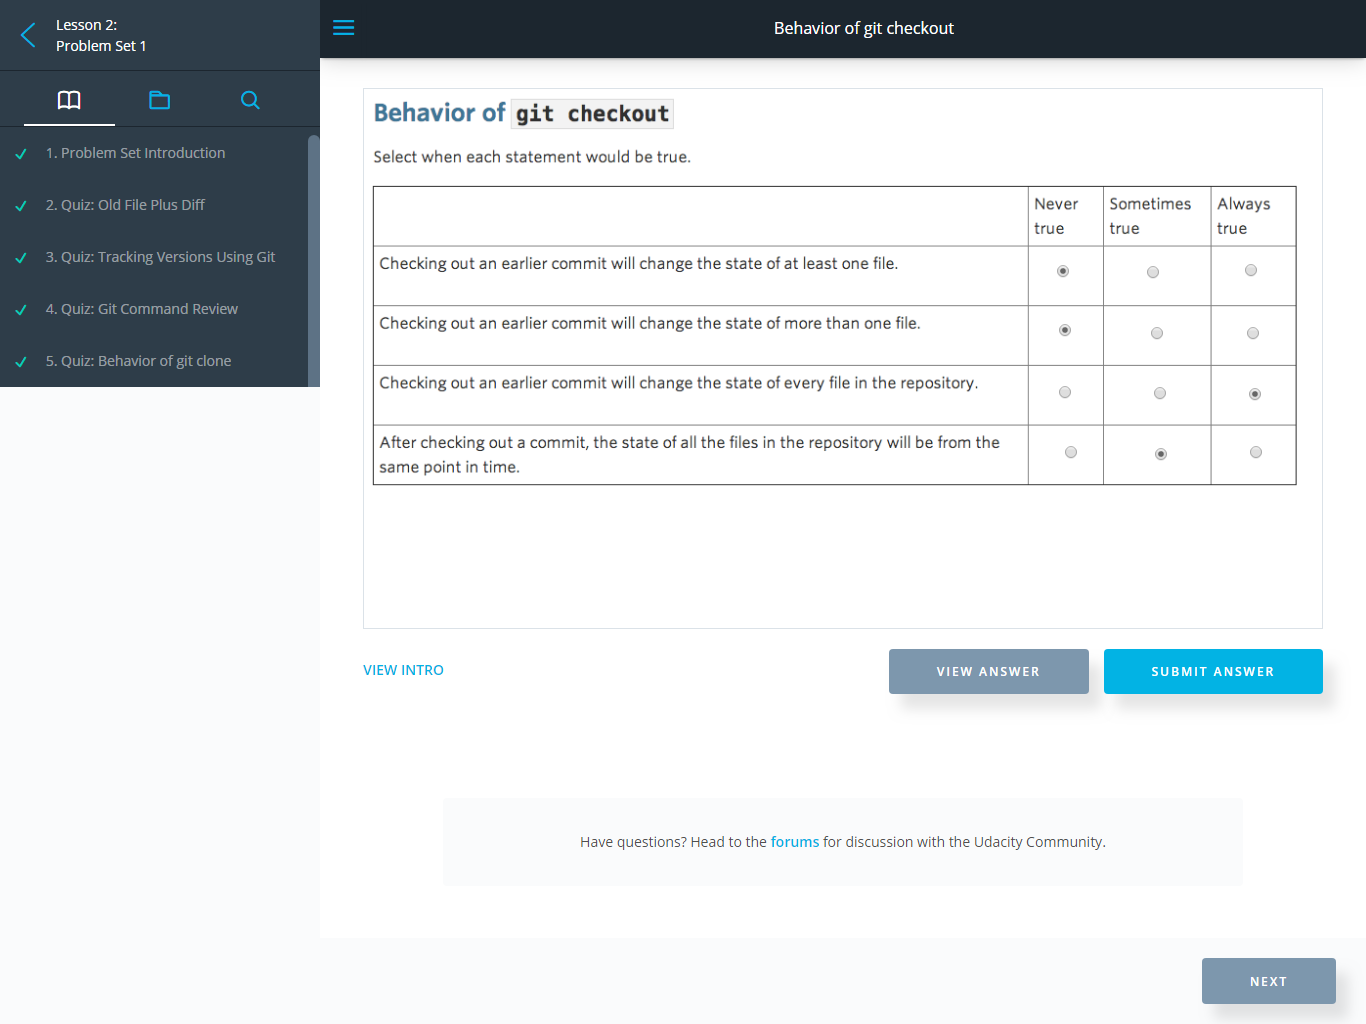 Lesson 2:
Problem Set 1
Behavior of git checkout
1. Problem Set Introduction
2. Quiz: Old File Plus Diff
3. Quiz: Tracking Versions Using Git
4. Quiz: Git Command Review
5. Quiz: Behavior of git clone
Behavior of git checkout
Select when each statement would be true.
Never true
Sometimes true
Always true
Checking out an earlier commit will change the state of at least one file.
Checking out an earlier commit will change the state of more than one file.
Checking out an earlier commit will change the state of every file in the repository.
After checking out a commit, the state of all the files in the repository will be from the
same point in time.
VIEW INTRO
VIEW ANSWER
SUBMIT ANSWER
Have questions? Head to the forums for discussion with the Udacity Community.
NEXT